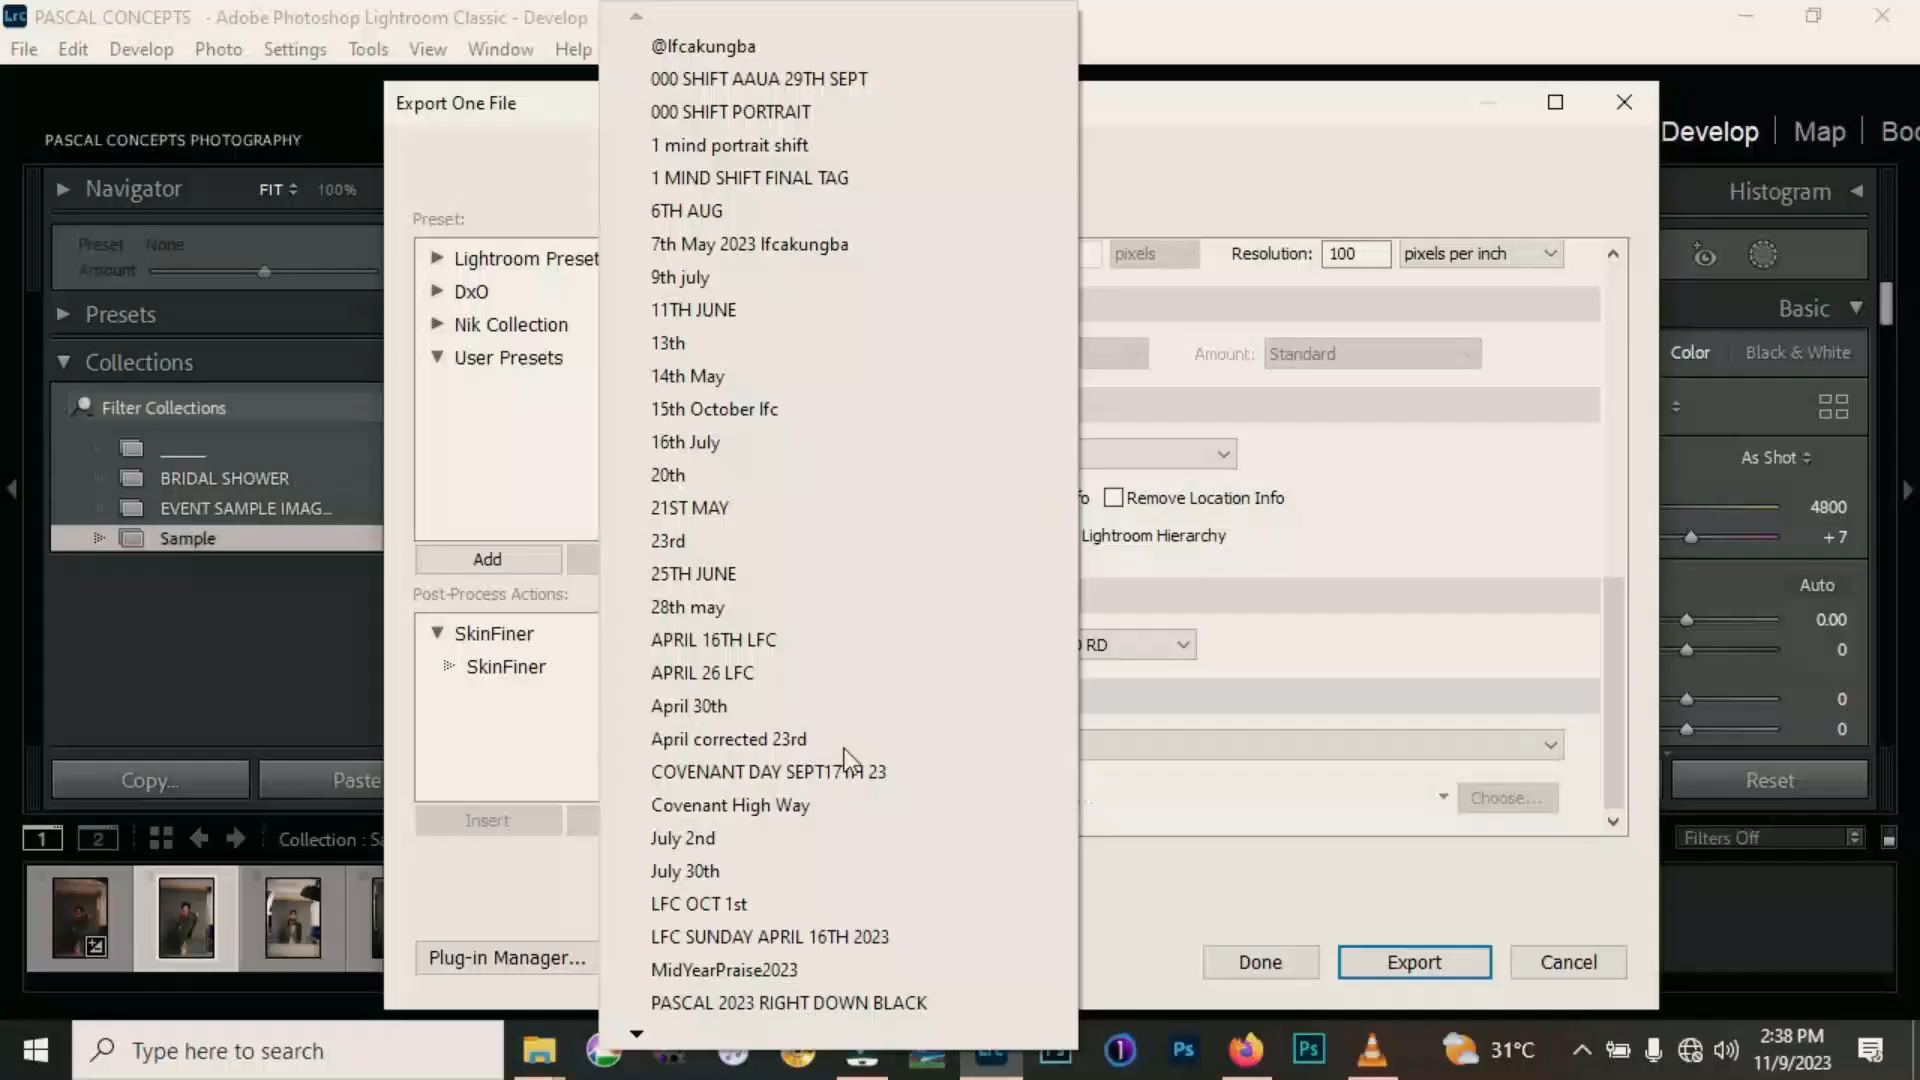 PASCAL CONCEPTS - Adobe Photoshop Lightroom Classic - Develop
File Edit Develop Photo Settings Tools View Window Help
PASCAL CONCEPTS PHOTOGRAPHY
Develop | Map | Boo
Navigator FIT 100%
Preset None
Amount
Presets
Collections
Filter Collections
BRIDAL SHOWER
EVENT SAMPLE IMAG...
Sample
Copy...
Paste
1 2 Collection : Sa
Export One File
Preset:
Lightroom Preset
DxO
Nik Collection
User Presets
Add
Post-Process Actions:
SkinFiner
SkinFiner
Insert
Plug-in Manager...
@lfcakungba
000 SHIFT AAUA 29TH SEPT
000 SHIFT PORTRAIT
1 mind portrait shift
1 MIND SHIFT FINAL TAG
6TH AUG
7th May 2023 lfcakungba
9th july
11TH JUNE
13th
14th May
15th October lfc
16th July
20th
21ST MAY
23rd
25TH JUNE
28th may
APRIL 16TH LFC
APRIL 26 LFC
April 30th
April corrected 23rd
COVENANT DAY SEPT17TH 23
Covenant High Way
July 2nd
July 30th
LFC OCT 1st
LFC SUNDAY APRIL 16TH 2023
MidYearPraise2023
PASCAL 2023 RIGHT DOWN BLACK
pixels Resolution: 100 pixels per inch
Amount: Standard
fo Remove Location Info
Lightroom Hierarchy
RD
Choose...
Done
Export
Cancel
Histogram
Basic
Color Black & White
As Shot
4800
+ 7
Auto
0.00
0
0
0
Reset
Filters Off
Type here to search
31°C
2:38 PM
11/9/2023